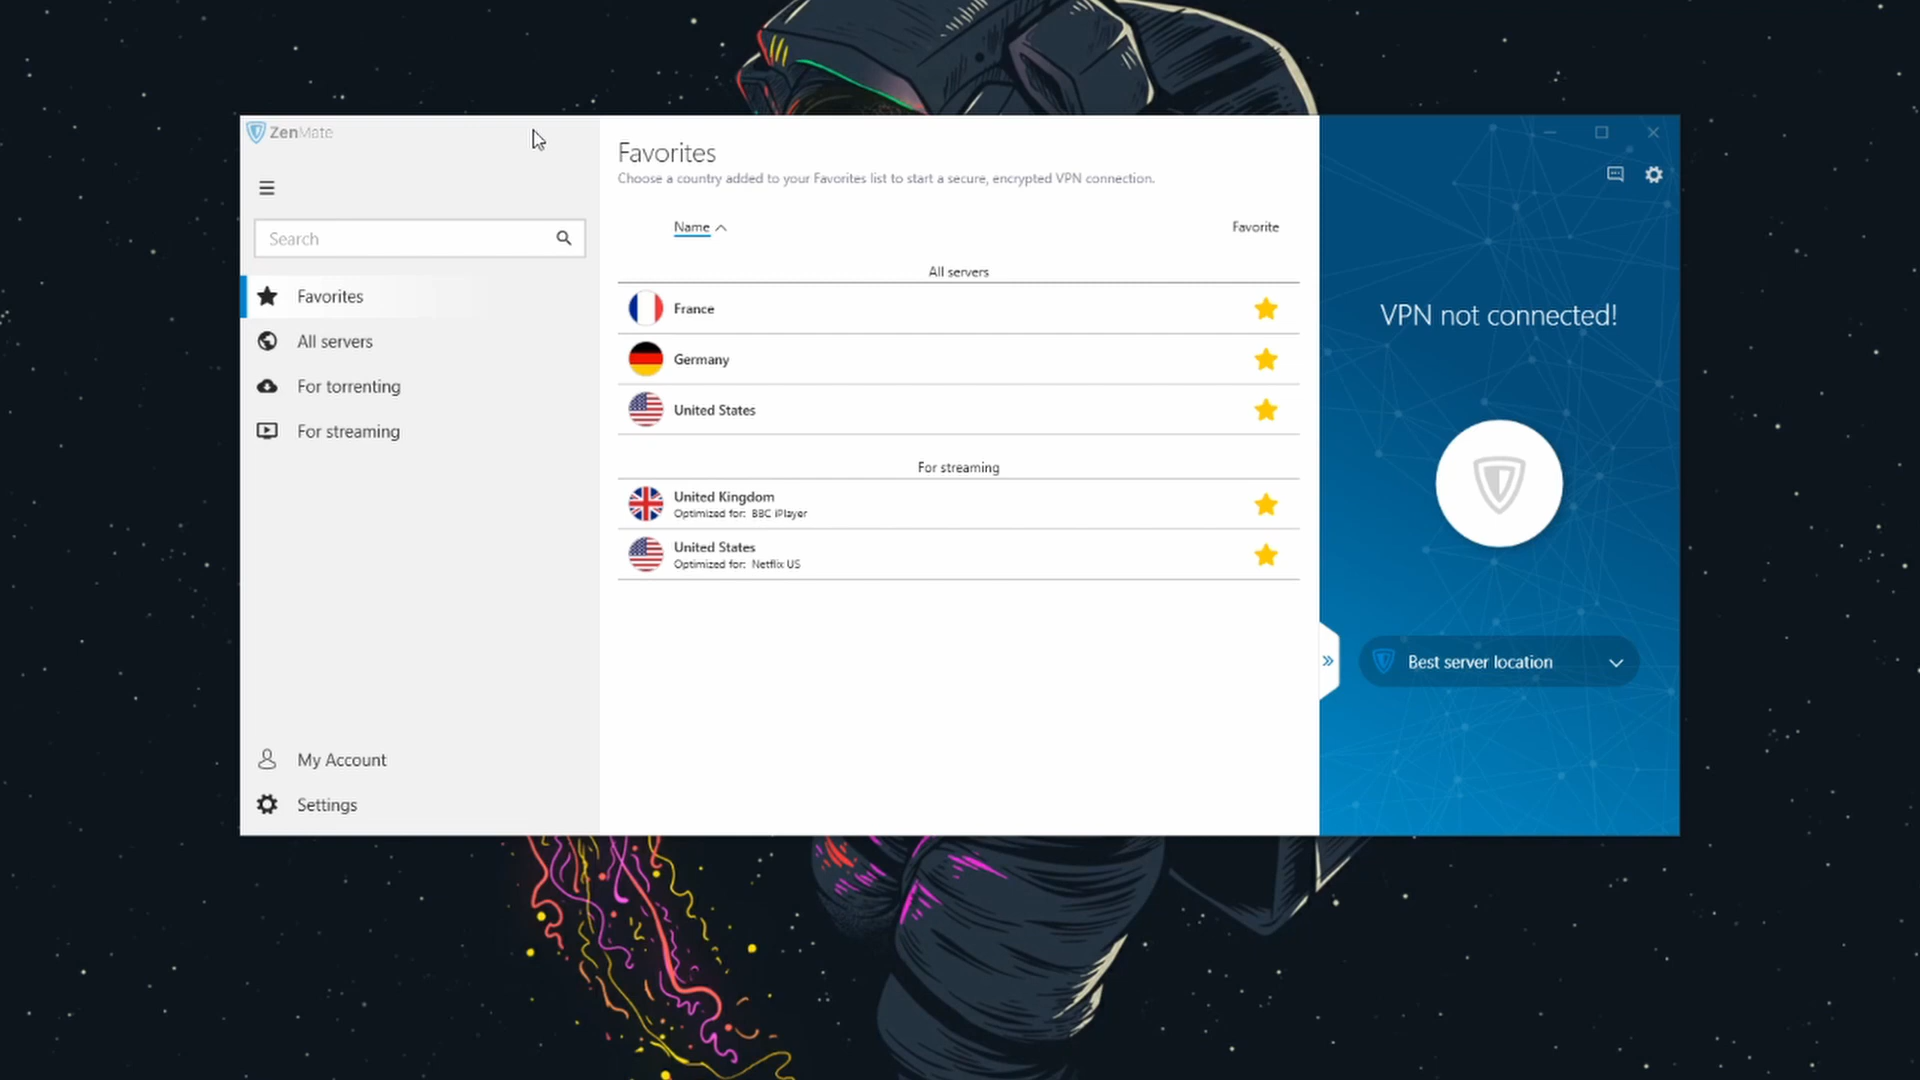 ZenMate
Search
Favorites
All servers
For torrenting
For streaming
My Account
Settings
Favorites
Choose a country added to your Favorites list to start a secure, encrypted VPN connection.
Name Favorite
All servers
France
Germany
United States
For streaming
United Kingdom
Optimized for: BBC iPlayer
United States
Optimized for: Netflix US
VPN not connected!
Best server location